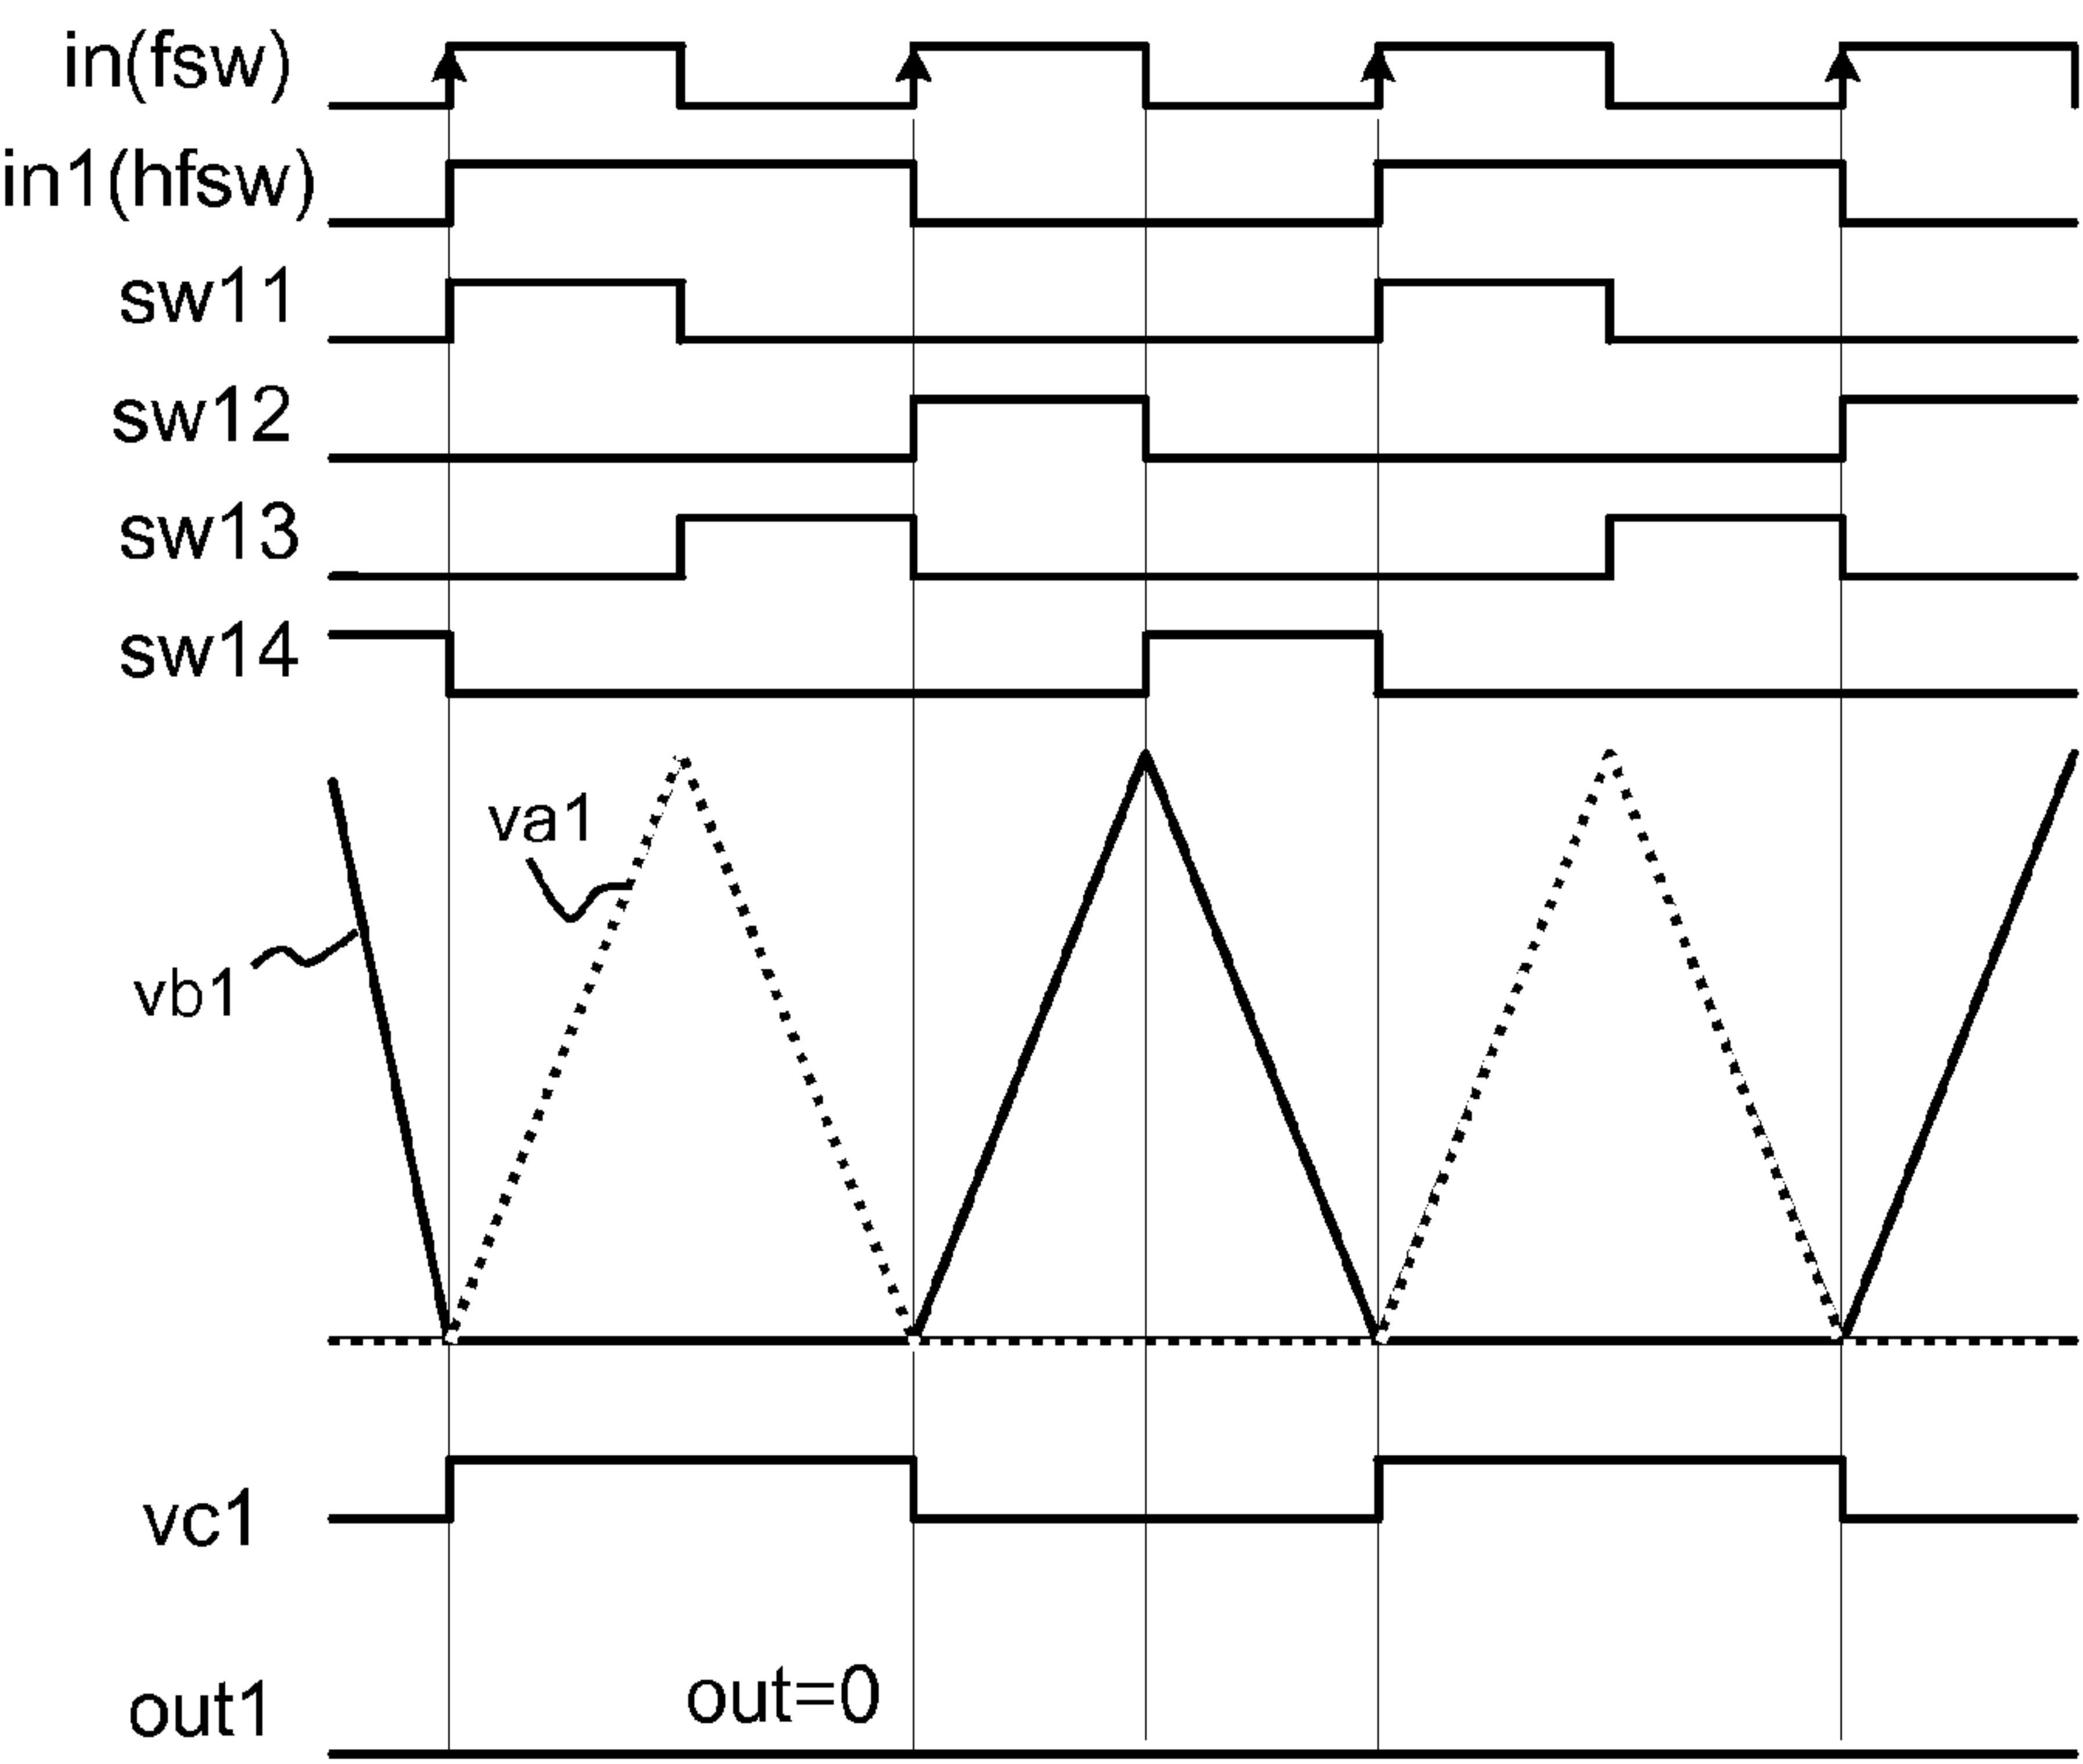 in(fsw)
in1(hfsw)
sw11
sw12
sw13
sw14
va1
vb1
vc1
out=0
out1